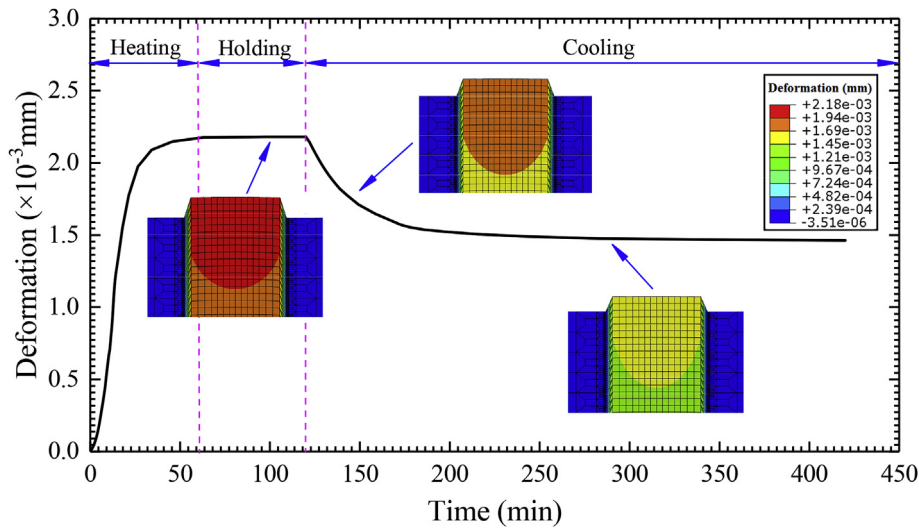 3.0
Heating
Holding
Cooling
2.5
2.0
1.5
1.0
0.5
0.0
Deformation (×10⁻³mm)
Deformation (mm)
+2.18e-03
+1.94e-03
+1.69e-03
+1.45e-03
+1.21e-03
+9.67e-04
+7.24e-04
+4.82e-04
+2.39e-04
-3.51e-06
0 50 100 150 200 250 300 350 400 450
Time (min)